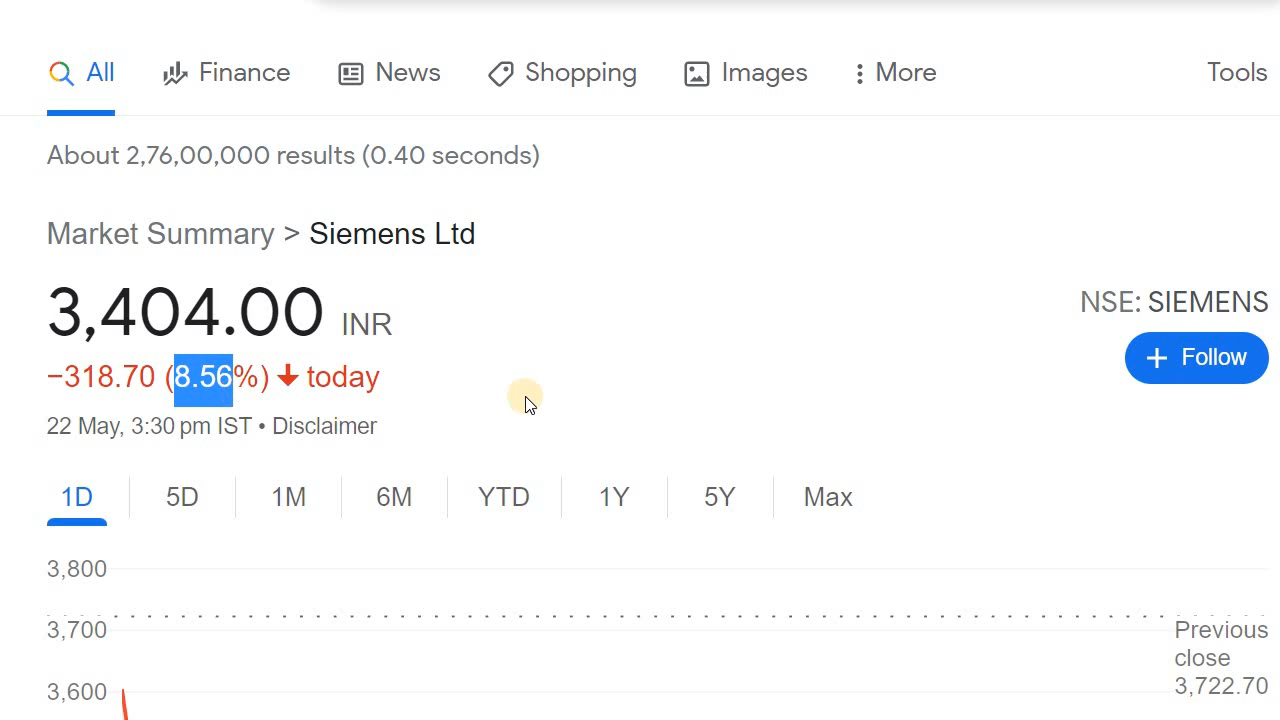 All Finance News Shopping Images More Tools
About 2,76,00,000 results (0.40 seconds)
Market Summary > Siemens Ltd
3,404.00 INR
NSE: SIEMENS
−318.70 (8.56%) ↓ today
+ Follow
22 May, 3:30 pm IST • Disclaimer
1D 5D 1M 6M YTD 1Y 5Y Max
3,800
3,700
Previous
close
3,722.70
3,600